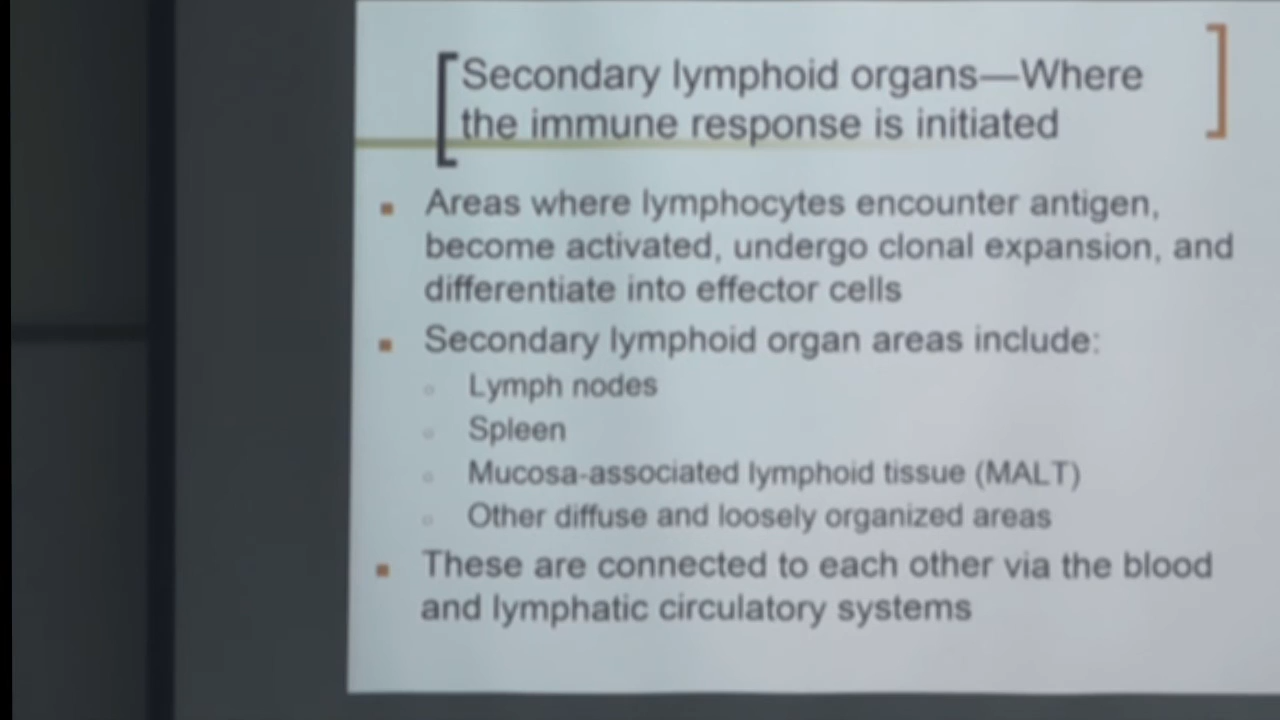 Secondary lymphoid organs—Where
the immune response is initiated
Areas where lymphocytes encounter antigen,
become activated, undergo clonal expansion, and
differentiate into effector cells
Secondary lymphoid organ areas include:
Lymph nodes
Spleen
Mucosa-associated lymphoid tissue (MALT)
Other diffuse and loosely organized areas
These are connected to each other via the blood
and lymphatic circulatory systems